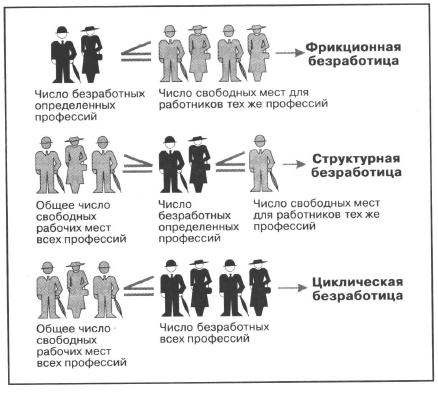 Фрикционная
безработица
Число безработных
определенных
профессий
Число свободных мест для
работников тех же профессий
Структурная
безработица
Общее число
свободных
рабочих мест
всех профессий
Число
безработных
определенных
профессий
Число свободных мест
для работников тех же
профессий
Циклическая
безработица
Общее число
свободных
рабочих мест
всех профессий
Число безработных
всех профессий